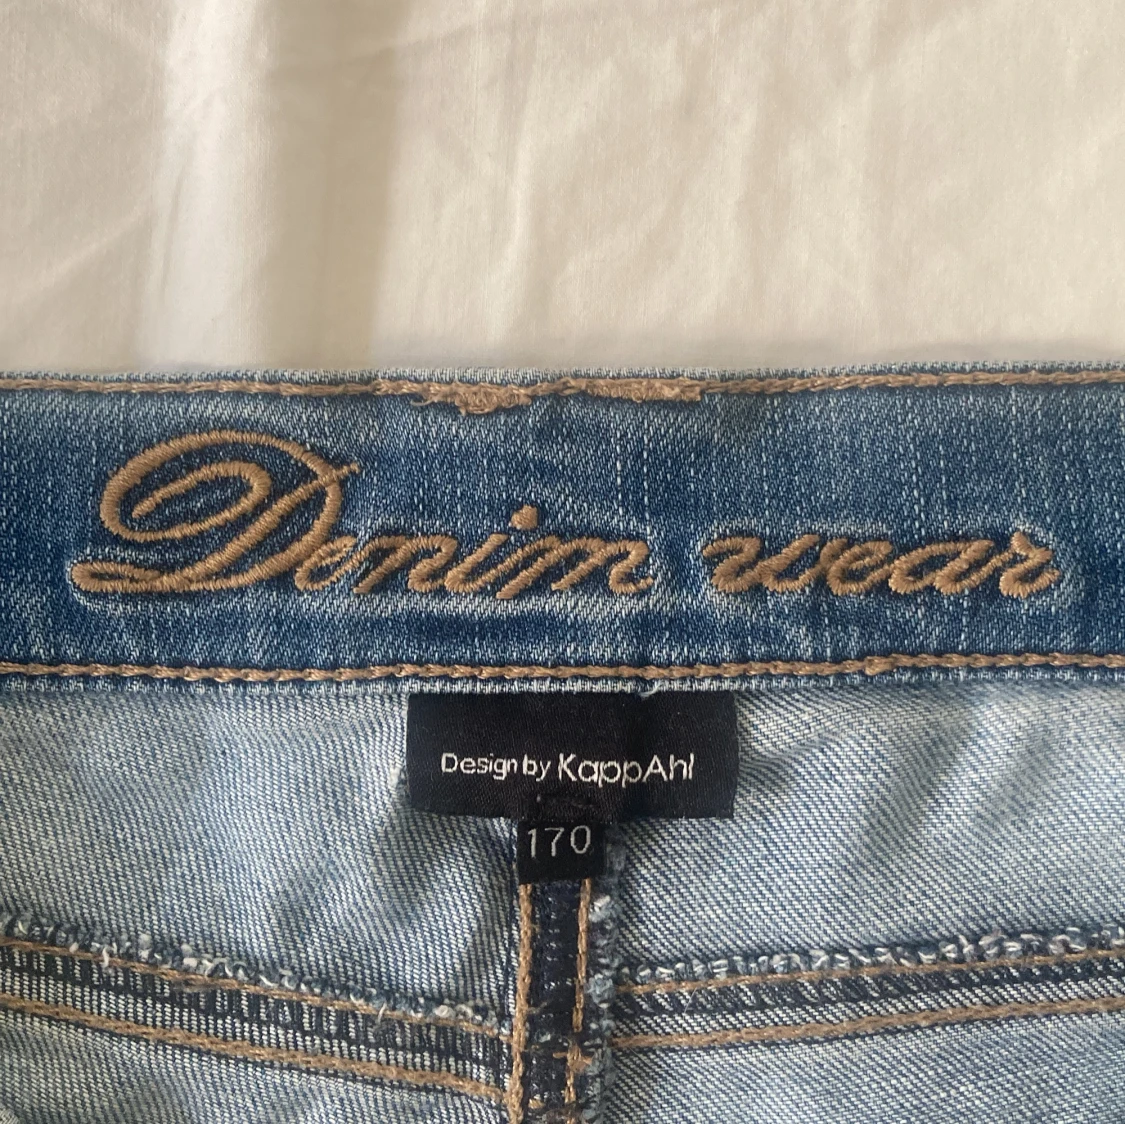 Denim wear
Design by KappAhl
170